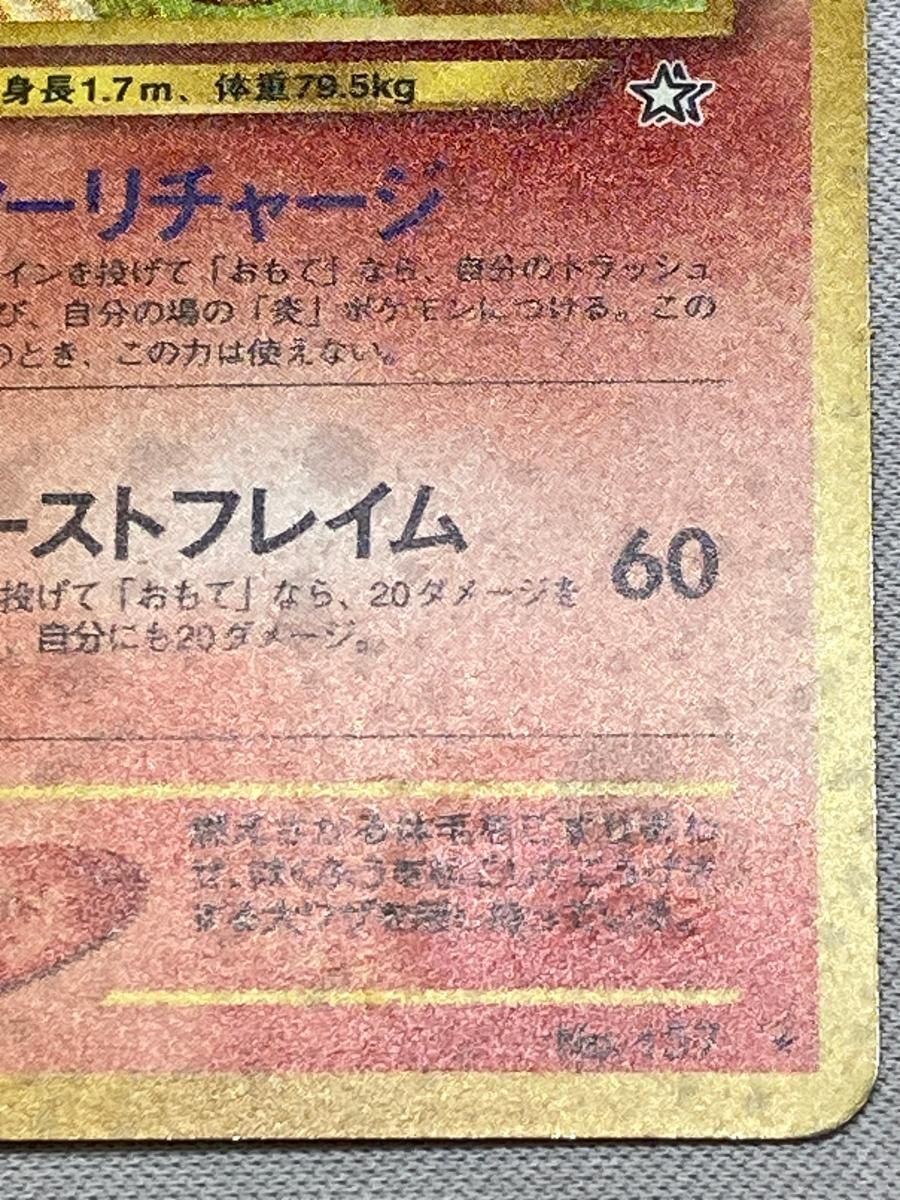 身長1.7m、体重79.5kg
ーリチャージ
インを投げて「おもて」なら、自分のトラッシュ
び、自分の場の「炎」ポケモンにつける。この
のとき、この力は使えない。
ーストフレイム
60
投げて「おもて」なら、20ダメージを
、自分にも20ダメージ。
No. 157